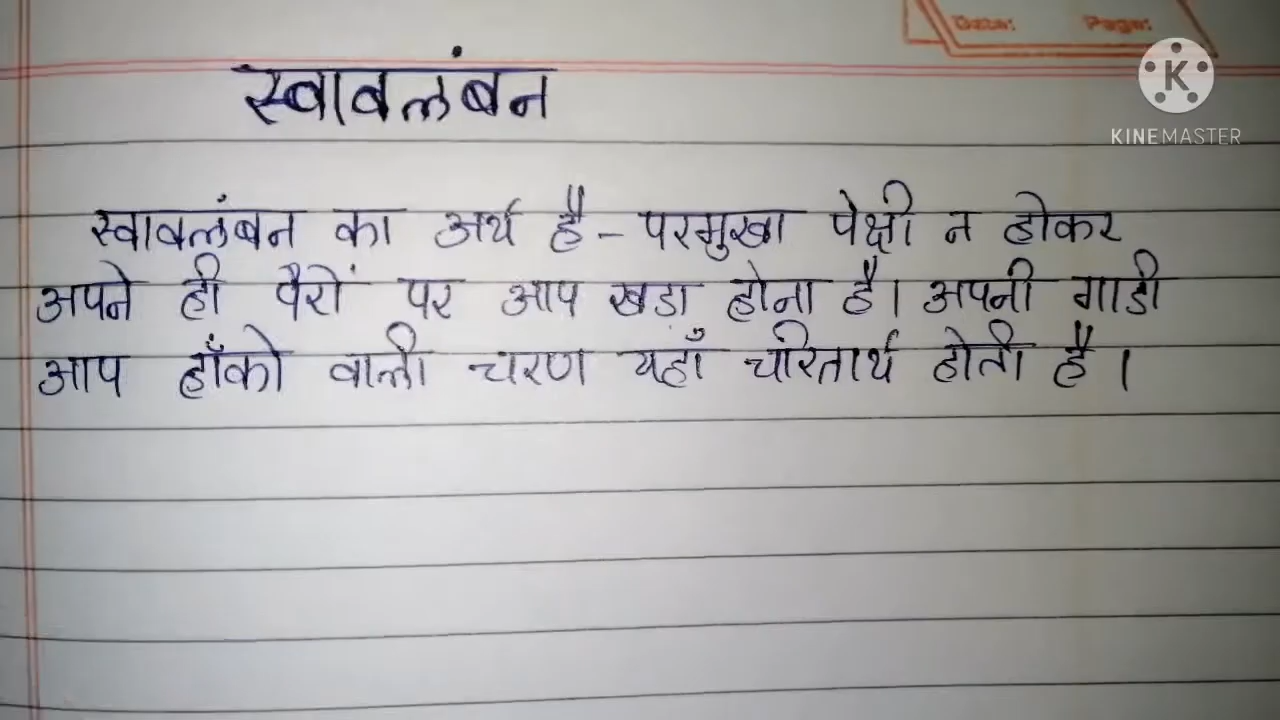 Date: Page:
KINEMASTER
स्वावलंबन
स्वावलंबन का अर्थ है - परमुखा पेक्षी न होकर
अपने ही पैरों पर आप खडा होना है। अपनी गाडी
आप हाँको वाली चरण यहाँ चरितार्थ होती है।